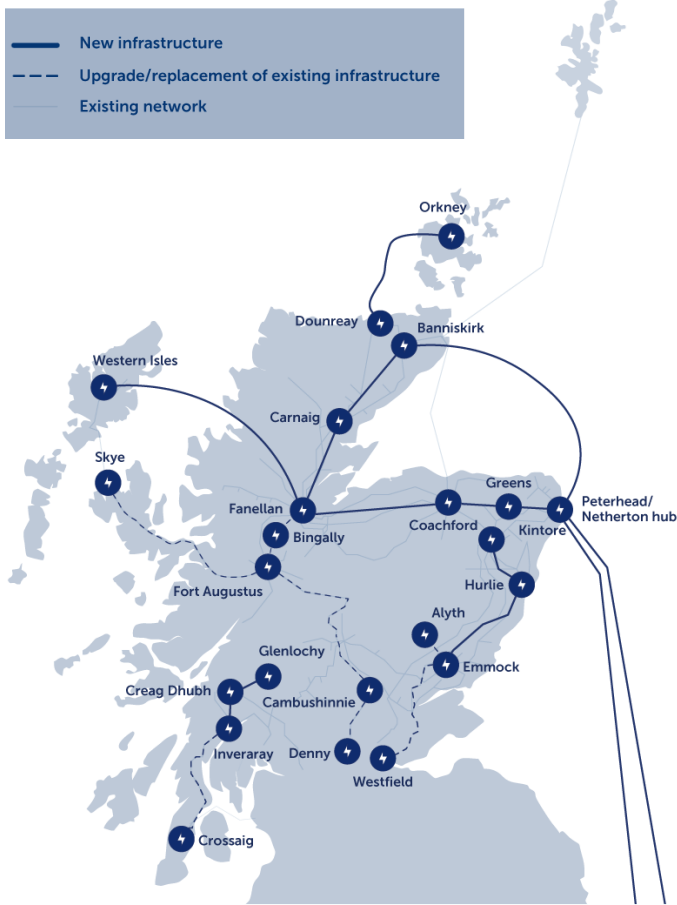 New infrastructure
Upgrade/replacement of existing infrastructure
Existing network
Orkney
Dounreay
Banniskirk
Western Isles
Carnaig
Skye
Greens
Fanellan
Coachford
Kintore
Peterhead/
Netherton hub
Bingally
Fort Augustus
Hurlie
Alyth
Glenlochy
Emmock
Creag Dhubh
Cambushinnie
Inveraray
Denny
Westfield
Crossaig